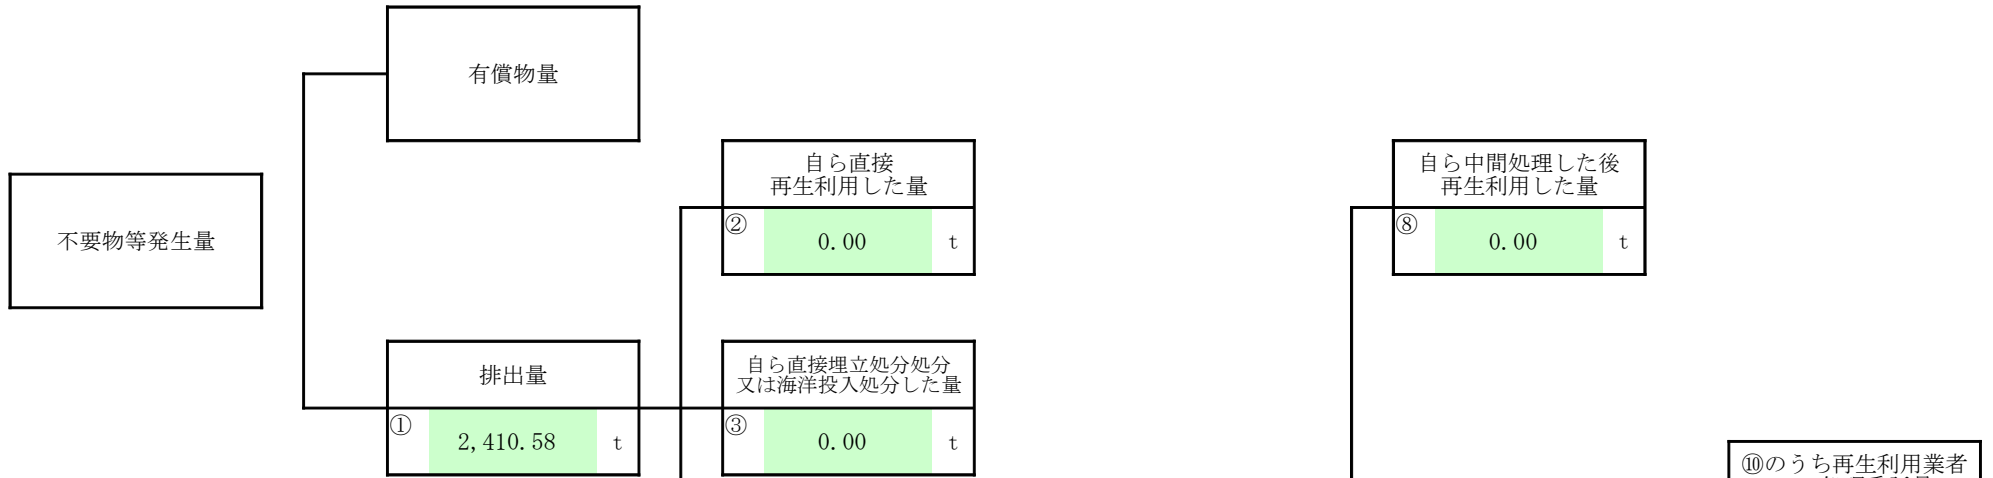 有償物量
自ら直接
再生利用した量
自ら中間処理した後
再生利用した量
不要物等発生量
②
0.00
t
⑧
0.00
t
排出量
自ら直接埋立処分処分
又は海洋投入処分した量
①
2,410.58
t
③
0.00
t
⑩のうち再生利用業者